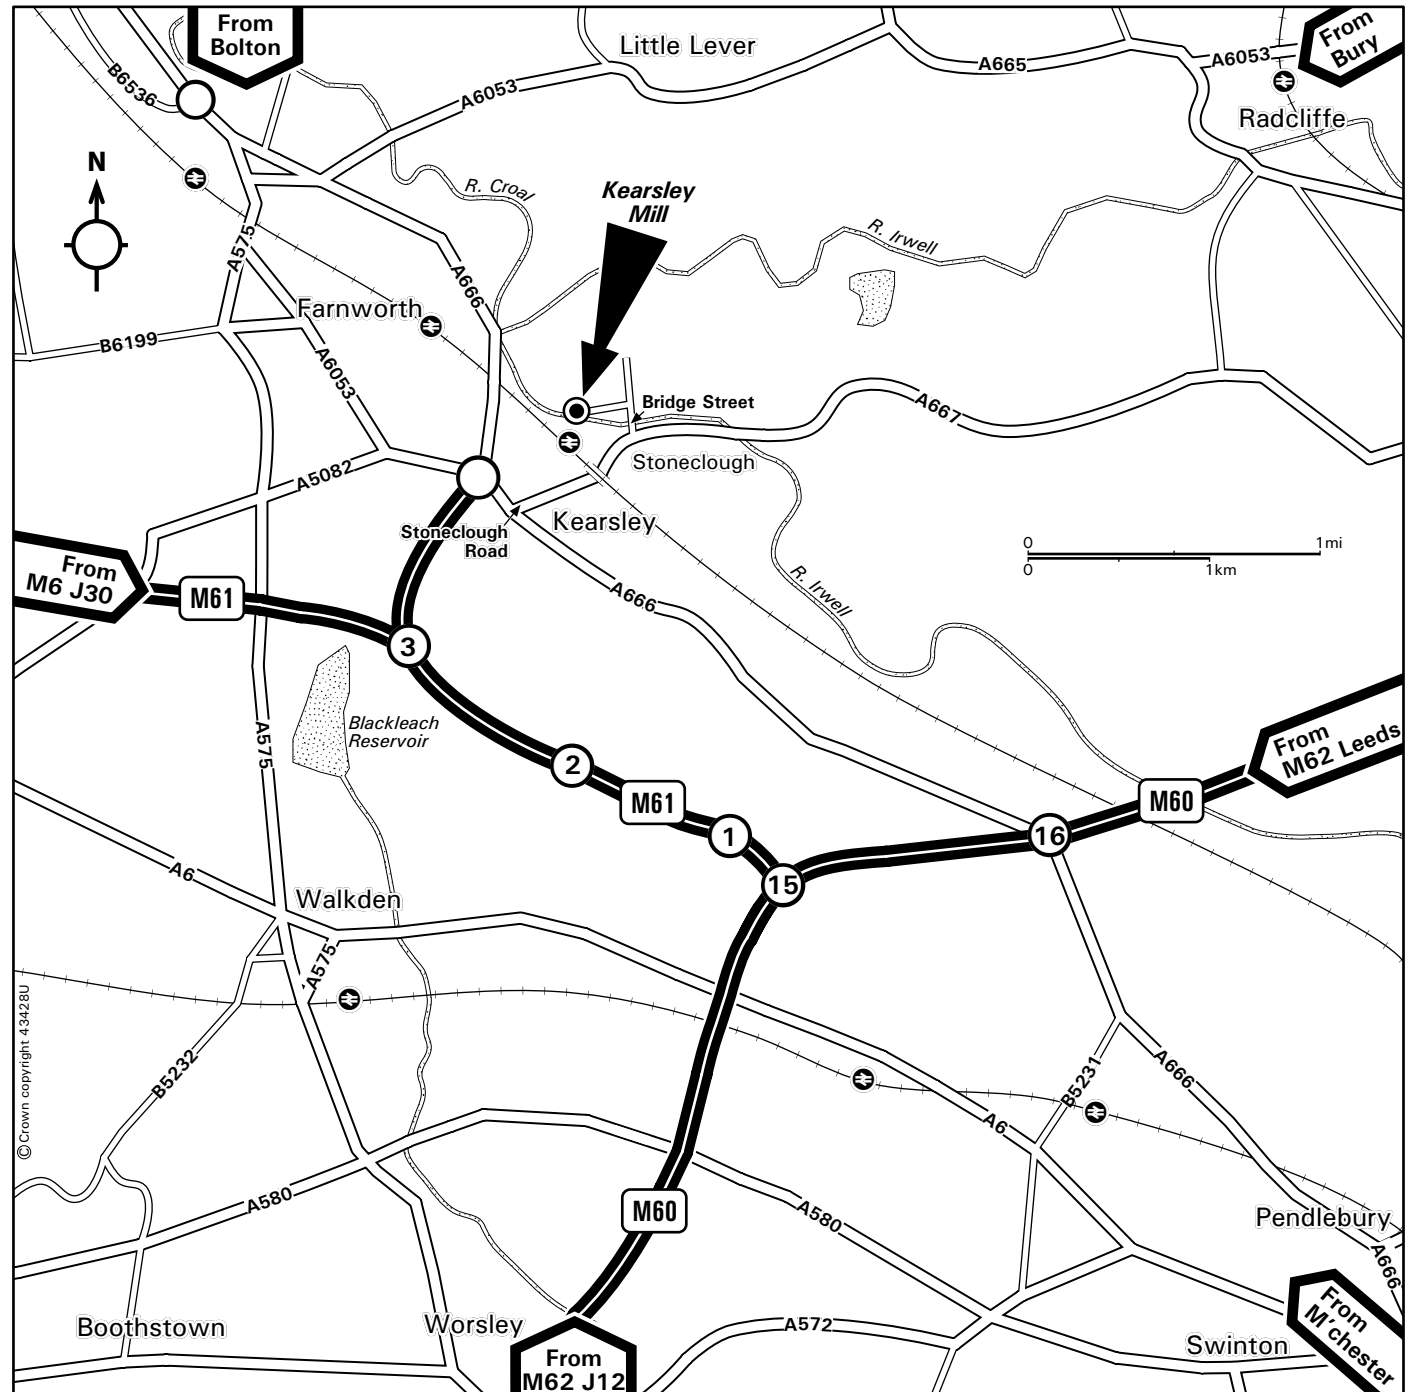 From
Bolton
Little Lever
From
Bury
B6536
A6053
A665
A6053
Radcliffe
N
R. Croal
Kearsley
Mill
R. Irwell
A575
A666
Farnworth
B6199
A6053
Bridge Street
A667
Stoneclough
A5082
Stoneclough
Road
Kearsley
0
1mi
0
1km
From
M6 J30
M61
A666
R. Irwell
3
Blackleach
Reservoir
A575
2
M61
1
15
16
M60
From
M62 Leeds
A6
Walkden
A575
© Crown copyright 43428U
B5232
B5231
A666
A6
A580
M60
A580
Pendlebury
A666
Boothstown
Worsley
From
M62 J12
A572
Swinton
From
M'chester